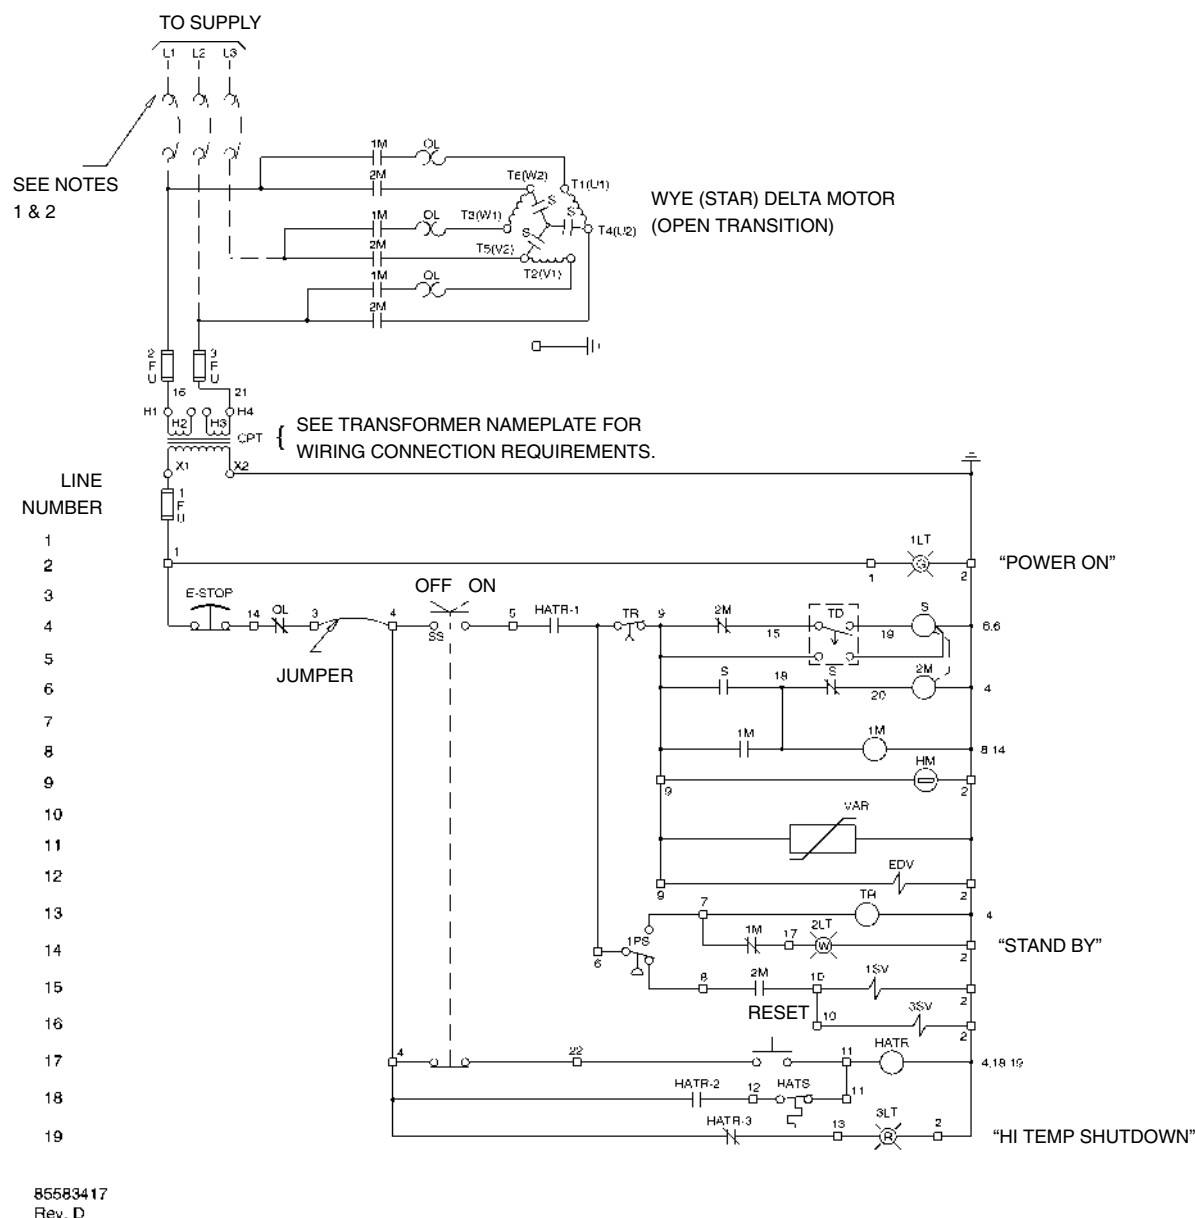 TO SUPPLY
L1 L2 L3
SEE NOTES
1 & 2
1M OL
2M
T6(W2) T1(U1)
S
S
S
1M OL
T3(W1) T4(U2)
2M
T5(V2)
T2(V1)
1M OL
2M
WYE (STAR) DELTA MOTOR
(OPEN TRANSITION)
2FU 3FU
16 21
H1 H2 H3 H4
CPT
{ SEE TRANSFORMER NAMEPLATE FOR
WIRING CONNECTION REQUIREMENTS.
X1 X2
1FU
LINE
NUMBER
1
2 1 1 1LT G 2 “POWER ON”
3
E-STOP OFF ON
4 14 OL 3 4 SS 5 HATR-1 TR 9 2M 15 TD 19 S 6,6
5 JUMPER
6 S 18 S 20 2M 4
7
8 1M 1M 8 14
9 9 HM 2
10
11 VAR
12 9 EDV 2
13 7 TR 4
14 6 1PS 1M 17 2LT W 2 “STAND BY”
15 8 2M 10 1SV 2
RESET
16 10 3SV 2
17 4 22 11 HATR 4,18 19
18 HATR-2 12 HATS 11
19 HATR-3 13 3LT R 2 “HI TEMP SHUTDOWN”
85583417
Rev. D